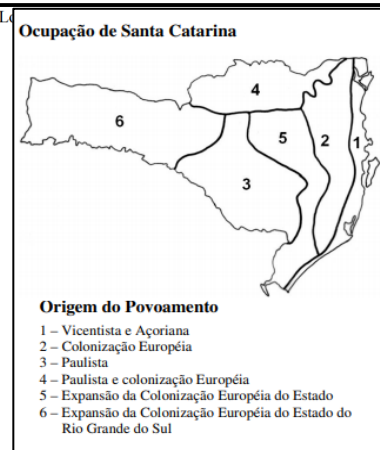 Ocupação de Santa Catarina
4
6
5
2
1
3
Origem do Povoamento
1 – Vicentista e Açoriana
2 – Colonização Européia
3 – Paulista
4 – Paulista e colonização Européia
5 – Expansão da Colonização Européia do Estado
6 – Expansão da Colonização Européia do Estado do
Rio Grande do Sul